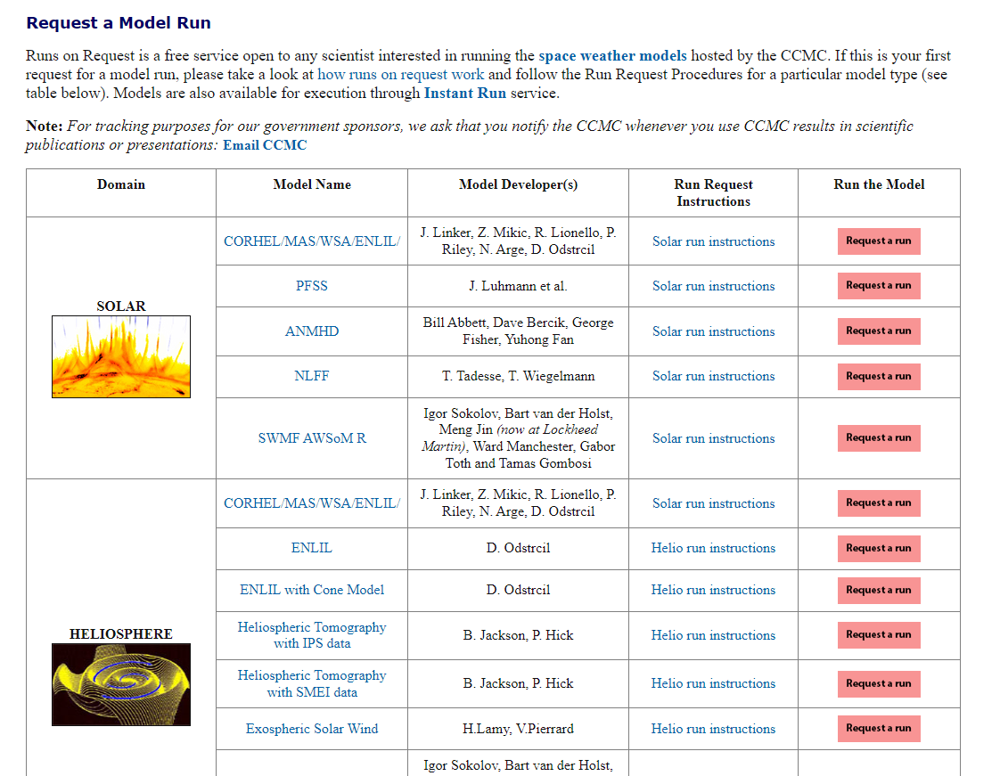 Request a Model Run
Runs on Request is a free service open to any scientist interested in running the space weather models hosted by the CCMC. If this is your first
request for a model run, please take a look at how runs on request work and follow the Run Request Procedures for a particular model type (see
table below). Models are also available for execution through Instant Run service.
Note: For tracking purposes for our government sponsors, we ask that you notify the CCMC whenever you use CCMC results in scientific
publications or presentations: Email CCMC
Domain
Model Name
Model Developer(s)
Run Request
Instructions
Run the Model
SOLAR
CORHEL/MAS/WSA/ENLIL/
J. Linker, Z. Mikic, R. Lionello, P.
Riley, N. Arge, D. Odstrcil
Solar run instructions
Request a run
PFSS
J. Luhmann et al.
Solar run instructions
Request a run
ANMHD
Bill Abbett, Dave Bercik, George
Fisher, Yuhong Fan
Solar run instructions
Request a run
NLFF
T. Tadesse, T. Wiegelmann
Solar run instructions
Request a run
SWMF AWSoM R
Igor Sokolov, Bart van der Holst,
Meng Jin (now at Lockheed
Martin), Ward Manchester, Gabor
Toth and Tamas Gombosi
Solar run instructions
Request a run
HELIOSPHERE
CORHEL/MAS/WSA/ENLIL/
J. Linker, Z. Mikic, R. Lionello, P.
Riley, N. Arge, D. Odstrcil
Solar run instructions
Request a run
ENLIL
D. Odstrcil
Helio run instructions
Request a run
ENLIL with Cone Model
D. Odstrcil
Helio run instructions
Request a run
Heliospheric Tomography
with IPS data
B. Jackson, P. Hick
Helio run instructions
Request a run
Heliospheric Tomography
with SMEI data
B. Jackson, P. Hick
Helio run instructions
Request a run
Exospheric Solar Wind
H.Lamy, V.Pierrard
Helio run instructions
Request a run
Igor Sokolov, Bart van der Holst,